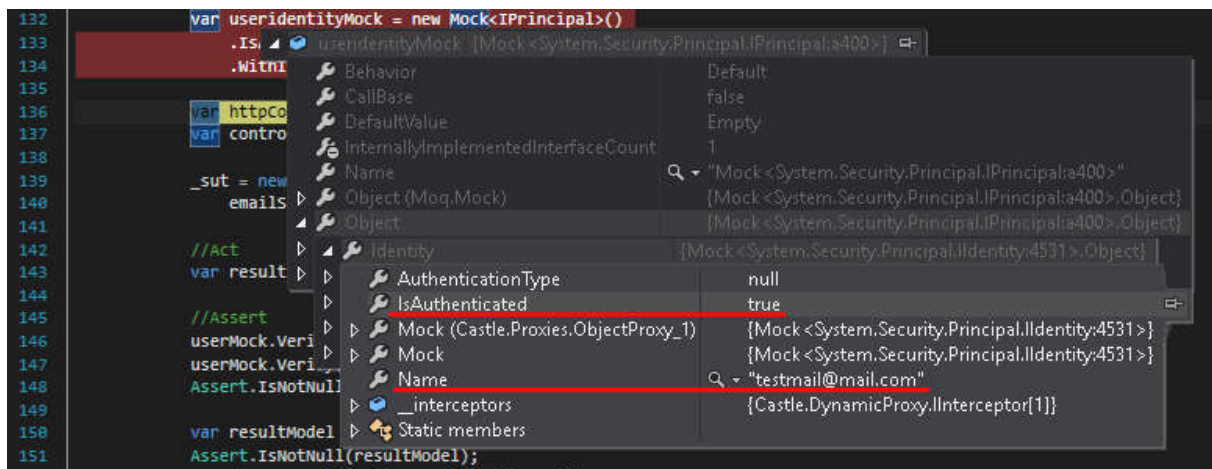 132 var useridentityMock = new Mock<IPrincipal>()
133 .Is useridentityMock {Mock<System.Security.Principal.IPrincipal:a400>}
134 .WithI
Behavior Default
135
CallBase false
136 var httpCo
DefaultValue Empty
137 var contro
InternallyImplementedInterfaceCount 1
138
Name "Mock<System.Security.Principal.IPrincipal:a400>"
139 _sut = new
140 emailS Object (Moq.Mock) {Mock<System.Security.Principal.IPrincipal:a400>.Object}
141 Object {Mock<System.Security.Principal.IPrincipal:a400>.Object}
142 //Act Identity {Mock<System.Security.Principal.IIdentity:4531>.Object}
143 var result AuthenticationType null
144 IsAuthenticated true
145 //Assert Mock (Castle.Proxies.ObjectProxy_1) {Mock<System.Security.Principal.IIdentity:4531>}
146 userMock.Veri
147 userMock.Veri Mock {Mock<System.Security.Principal.IIdentity:4531>}
148 Assert.IsNotNull Name "testmail@mail.com"
149 __interceptors {Castle.DynamicProxy.IInterceptor[1]}
150 var resultModel Static members
151 Assert.IsNotNull(resultModel);